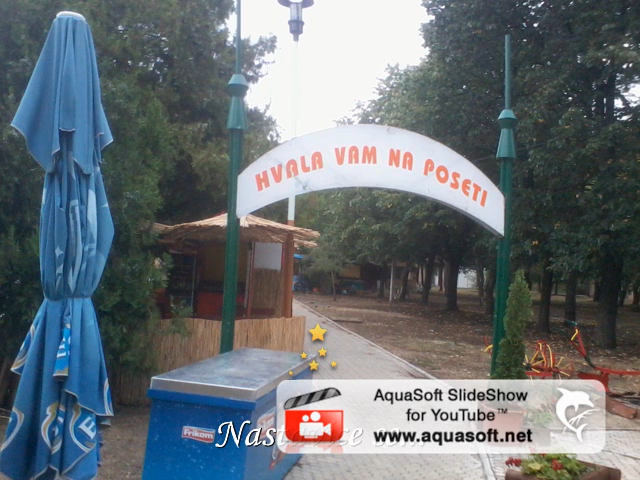 HVALA VAM NA POSETI
Frikom
AquaSoft SlideShow
for YouTube™
www.aquasoft.net